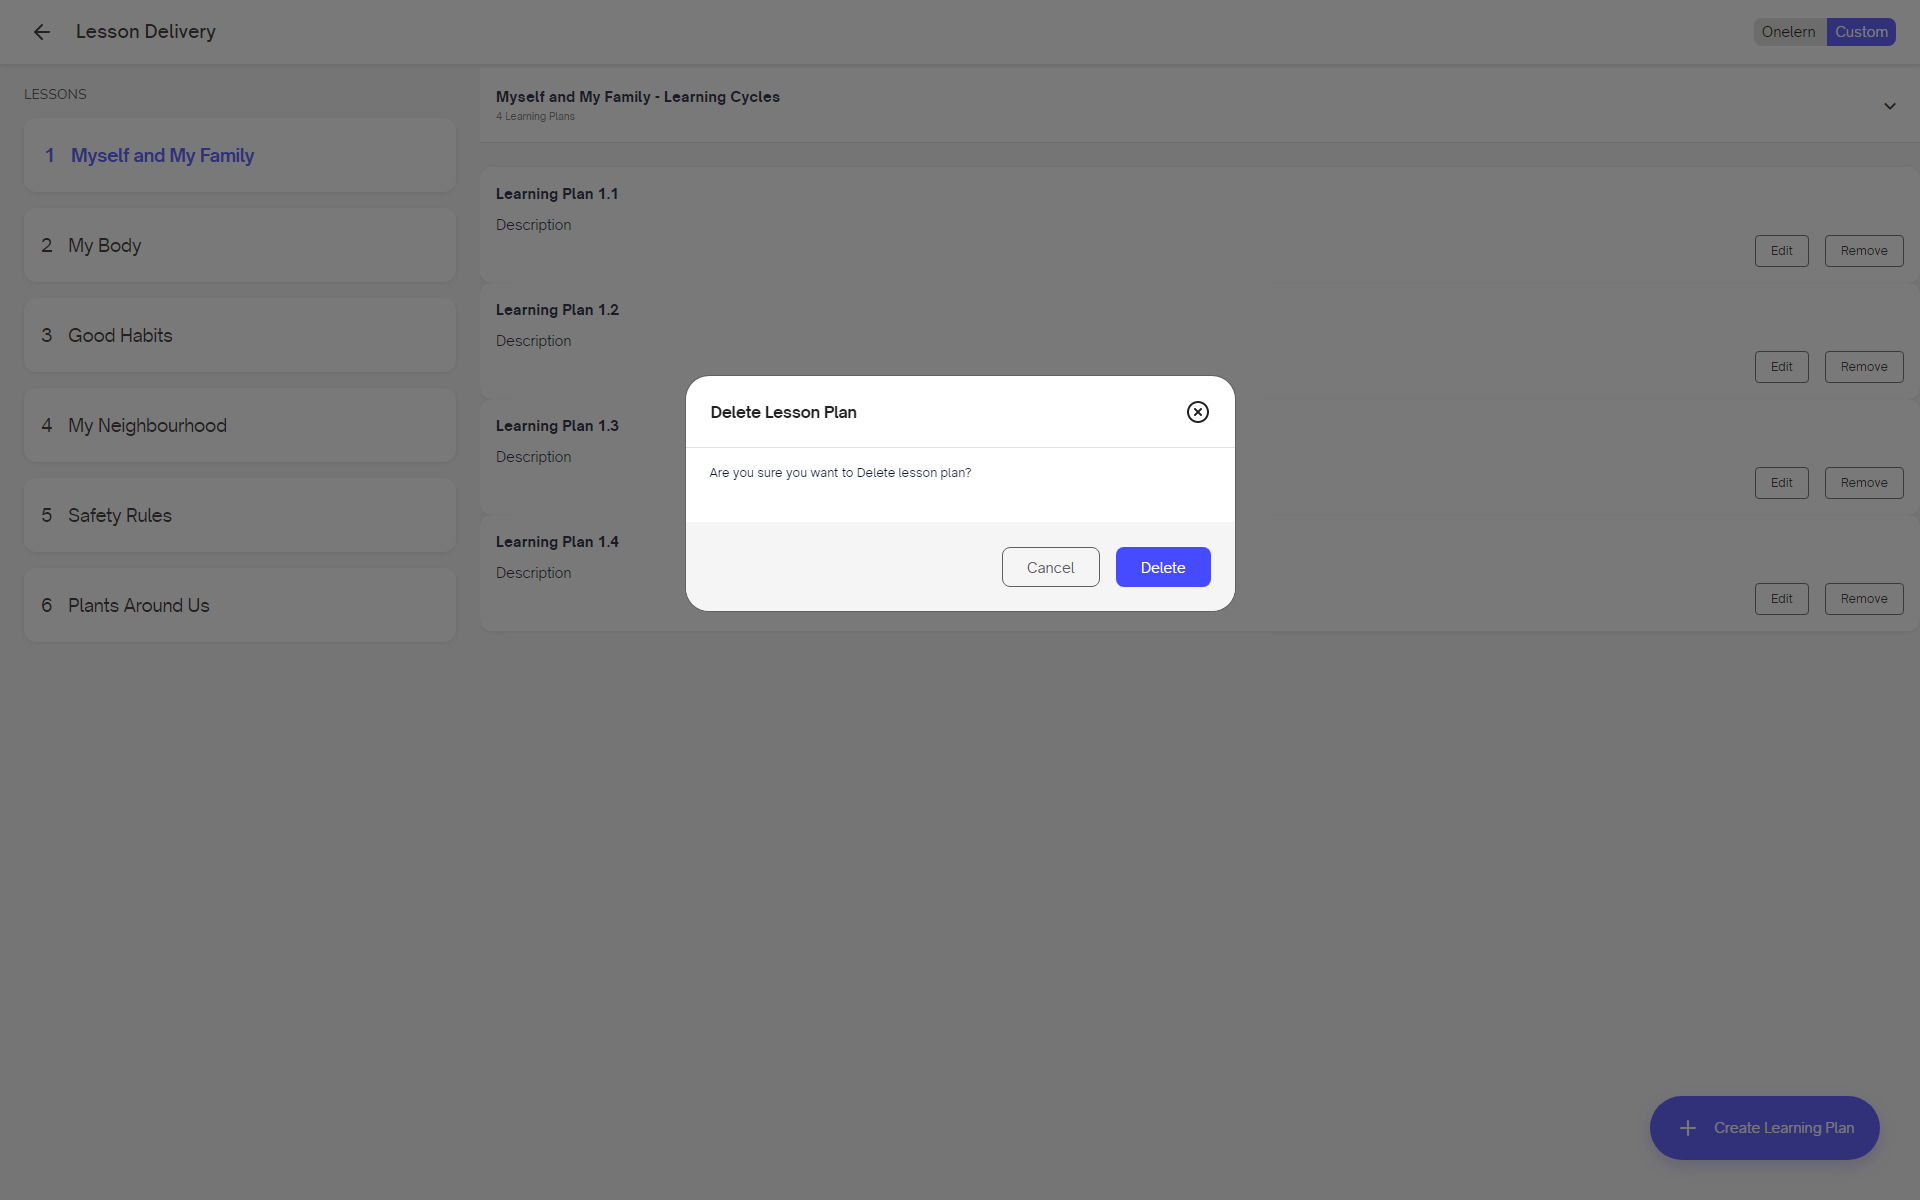 Lesson Delivery
Onelern
Custom
LESSONS
1 Myself and My Family
2 My Body
3 Good Habits
4 My Neighbourhood
5 Safety Rules
6 Plants Around Us
Myself and My Family - Learning Cycles
4 Learning Plans
Learning Plan 1.1
Description
Edit
Remove
Learning Plan 1.2
Description
Edit
Remove
Learning Plan 1.3
Description
Edit
Remove
Learning Plan 1.4
Description
Edit
Remove
Delete Lesson Plan
Are you sure you want to Delete lesson plan?
Cancel
Delete
Create Learning Plan